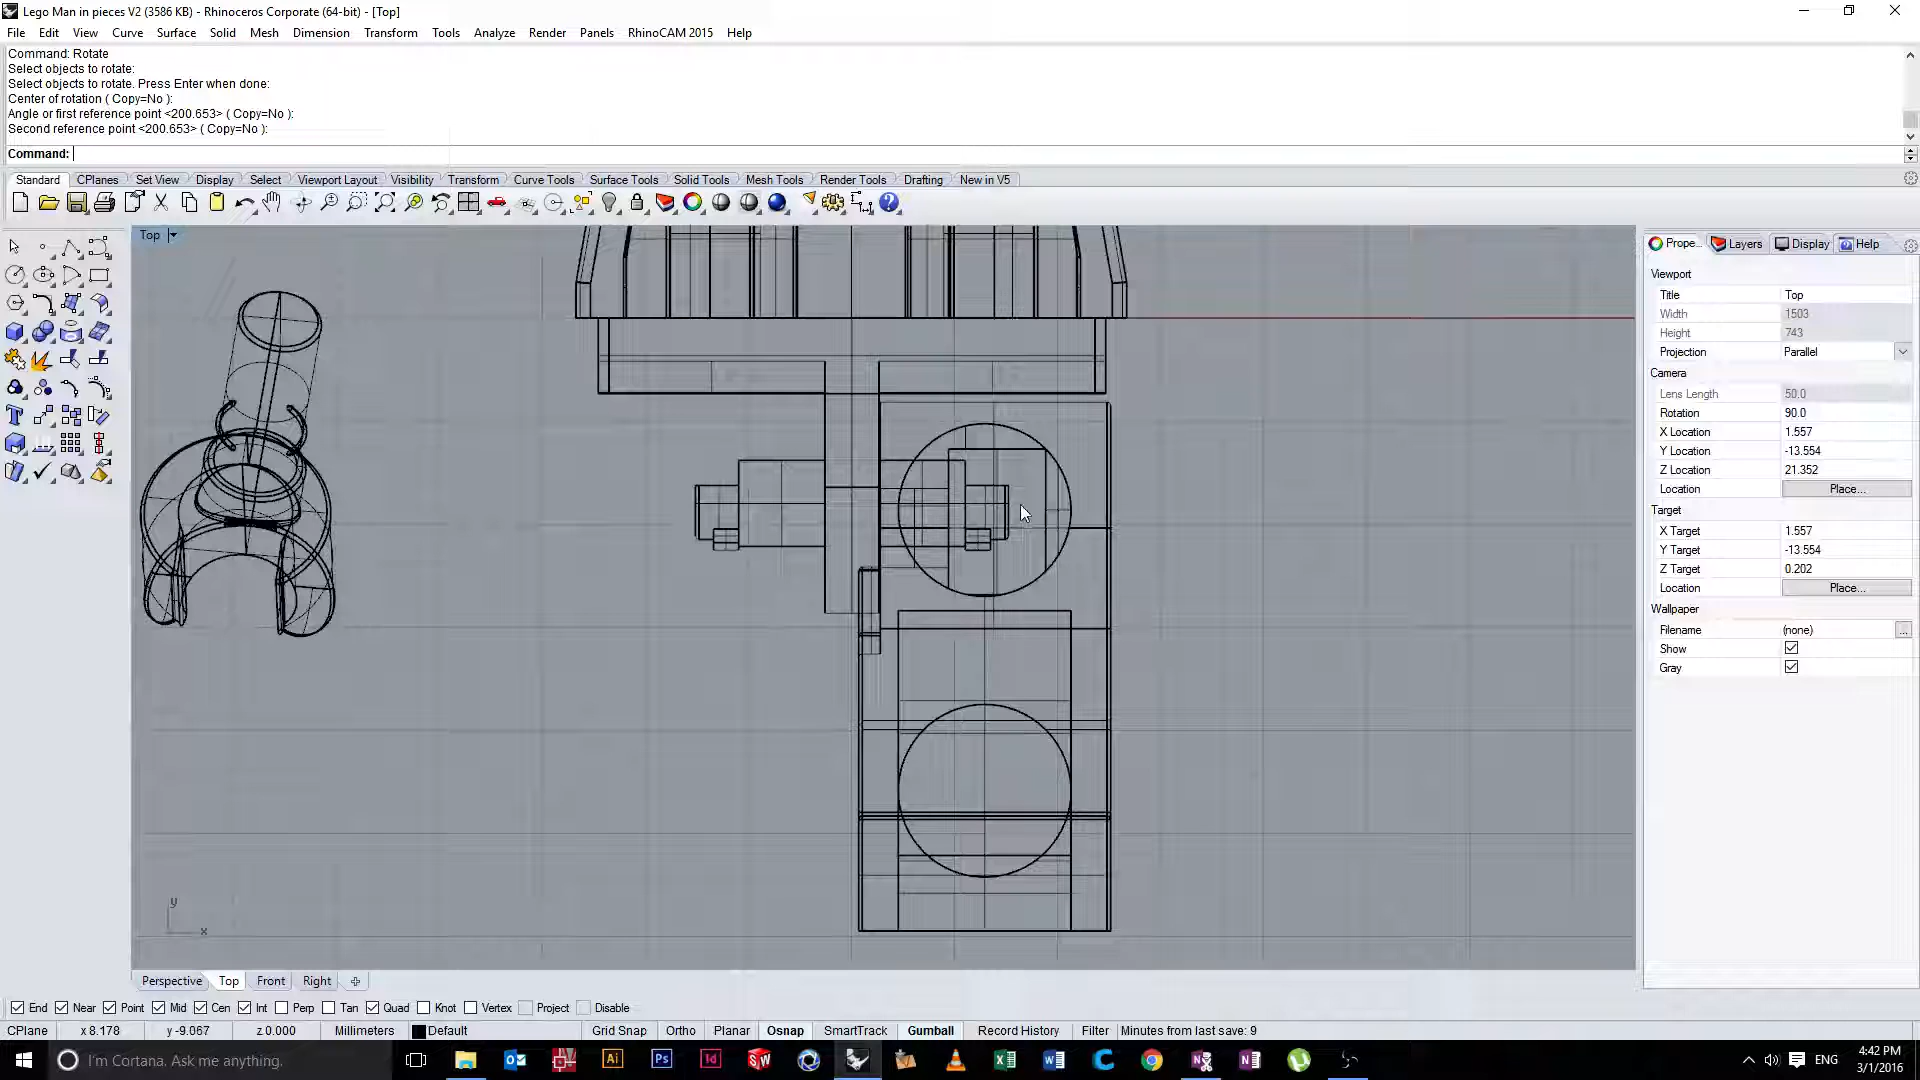 Lego Man in pieces V2 (3586 KB) - Rhinoceros Corporate (64-bit) - [Top]
File Edit View Curve Surface Solid Mesh Dimension Transform Tools Analyze Render Panels RhinoCAM 2015 Help
Command: Rotate
Select objects to rotate:
Select objects to rotate. Press Enter when done:
Center of rotation ( Copy=No ):
Angle or first reference point <200.653> ( Copy=No ):
Second reference point <200.653> ( Copy=No ):
Command:
Standard CPlanes Set View Display Select Viewport Layout Visibility Transform Curve Tools Surface Tools Solid Tools Mesh Tools Render Tools Drafting New in V5
Top
Prope... Layers Display Help
Viewport
Title Top
Width 1503
Height 743
Projection Parallel
Camera
Lens Length 50.0
Rotation 90.0
X Location 1.557
Y Location -13.554
Z Location 21.352
Location Place...
Target
X Target 1.557
Y Target -13.554
Z Target 0.202
Location Place...
Wallpaper
Filename (none) ...
Show
Gray
y
x
Perspective Top Front Right
End Near Point Mid Cen Int Perp Tan Quad Knot Vertex Project Disable
CPlane x 8.178 y -9.067 z 0.000 Millimeters Default Grid Snap Ortho Planar Osnap SmartTrack Gumball Record History Filter Minutes from last save: 9
I'm Cortana. Ask me anything.
ENG
4:42 PM
3/1/2016